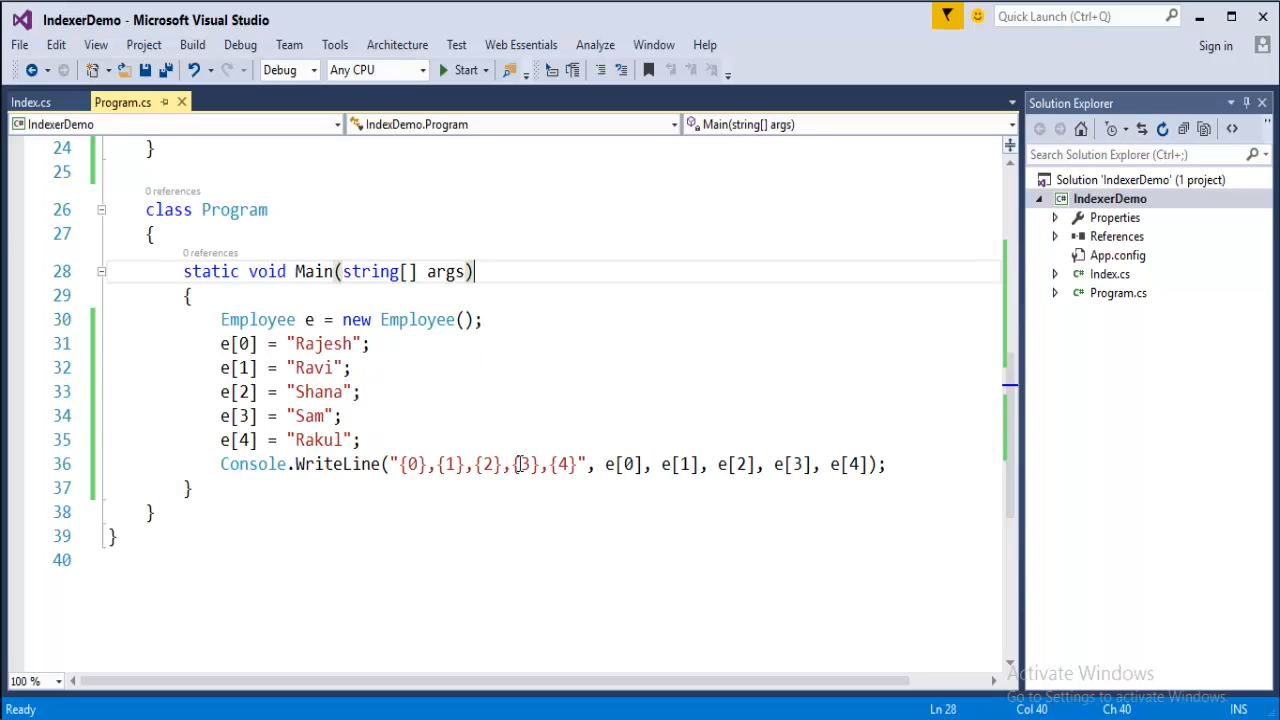 IndexerDemo - Microsoft Visual Studio
Quick Launch (Ctrl+Q)
File Edit View Project Build Debug Team Tools Architecture Test Web Essentials Analyze Window Help
Sign in
Debug Any CPU Start
Index.cs Program.cs
IndexerDemo IndexDemo.Program Main(string[] args)
24 }
25
0 references
26 class Program
27 {
0 references
28 static void Main(string[] args)
29 {
30 Employee e = new Employee();
31 e[0] = "Rajesh";
32 e[1] = "Ravi";
33 e[2] = "Shana";
34 e[3] = "Sam";
35 e[4] = "Rakul";
36 Console.WriteLine("{0},{1},{2},{3},{4}", e[0], e[1], e[2], e[3], e[4]);
37 }
38 }
39 }
40
100 %
Solution Explorer
Search Solution Explorer (Ctrl+;)
Solution 'IndexerDemo' (1 project)
IndexerDemo
Properties
References
App.config
Index.cs
Program.cs
Activate Windows
Go to Settings to activate Windows.
Ready Ln 28 Col 40 Ch 40 INS